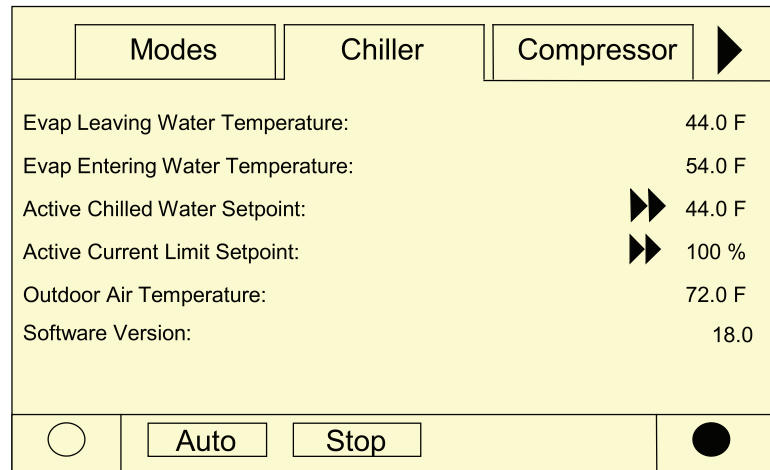 Modes Chiller Compressor
Evap Leaving Water Temperature: 44.0 F
Evap Entering Water Temperature: 54.0 F
Active Chilled Water Setpoint: 44.0 F
Active Current Limit Setpoint: 100 %
Outdoor Air Temperature: 72.0 F
Software Version: 18.0
Auto Stop